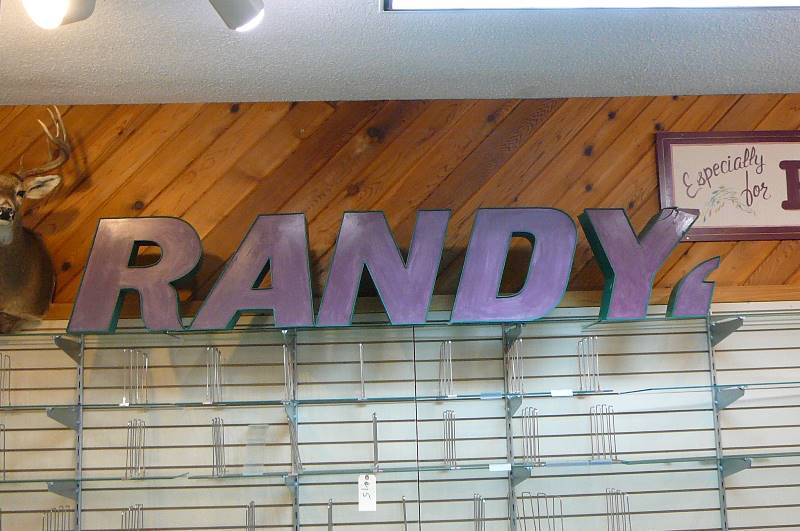 RANDY,
Especially
for